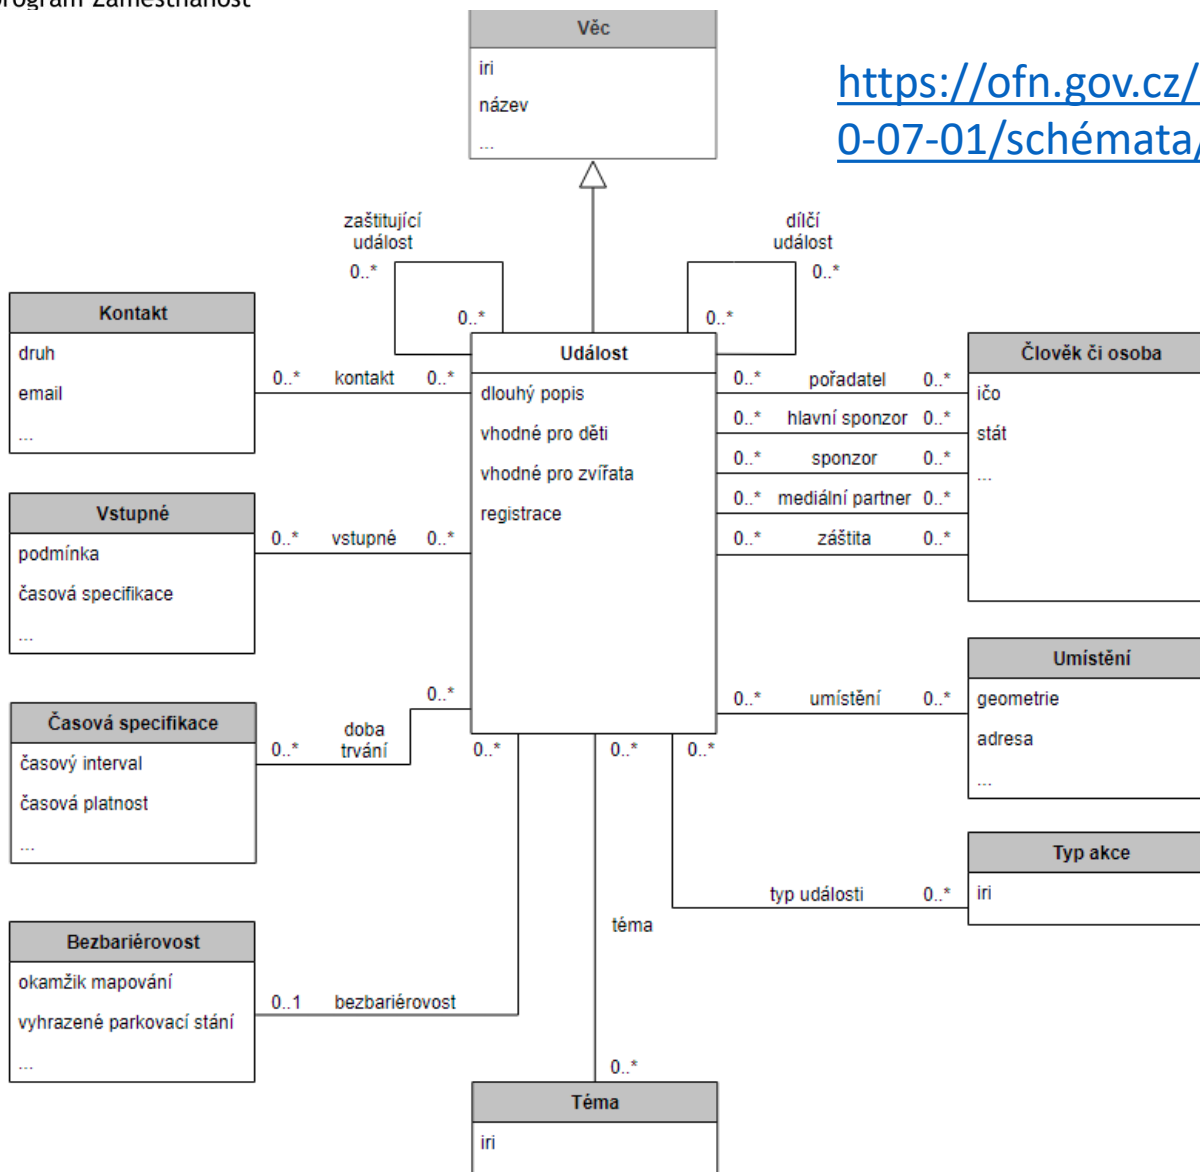 program Zaměstnanost
Věc
iri
název
...
https://ofn.gov.cz/
0-07-01/schémata/
zaštitující
událost
0..*
0..*
dílčí
událost
0..*
0..*
Kontakt
druh
email
...
0..* kontakt 0..*
Vstupné
podmínka
časová specifikace
...
0..* vstupné 0..*
Časová specifikace
časový interval
časová platnost
...
0..*
doba
trvání
0..*
Bezbariérovost
okamžik mapování
vyhrazené parkovací stání
...
0..1 bezbariérovost
0..*
Událost
dlouhý popis
vhodné pro děti
vhodné pro zvířata
registrace
0..* pořadatel 0..*
0..* hlavní sponzor 0..*
0..* sponzor 0..*
0..* mediální partner 0..*
0..* záštita 0..*
Člověk či osoba
ičo
stát
...
0..* umístění 0..*
Umístění
geometrie
adresa
...
0..*
typ události 0..*
Typ akce
iri
0..*
téma
0..*
Téma
iri